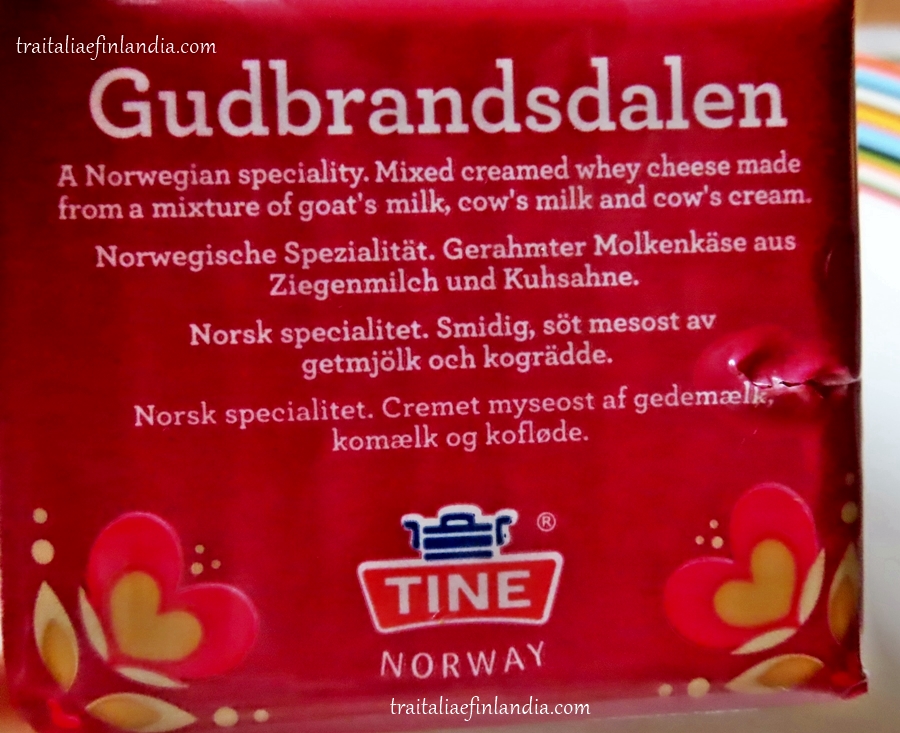 traitaliaefinlandia.com
Gudbrandsdalen
A Norwegian speciality. Mixed creamed whey cheese made
from a mixture of goat's milk, cow's milk and cow's cream.
Norwegische Spezialität. Gerahmter Molkenkäse aus
Ziegenmilch und Kuhsahne.
Norsk specialitet. Smidig, söt mesost av
getmjölk och kogrädde.
Norsk specialitet. Cremet myseost af gedemælk,
komælk og kofløde.
®
TINE
NORWAY
traitaliaefinlandia.com